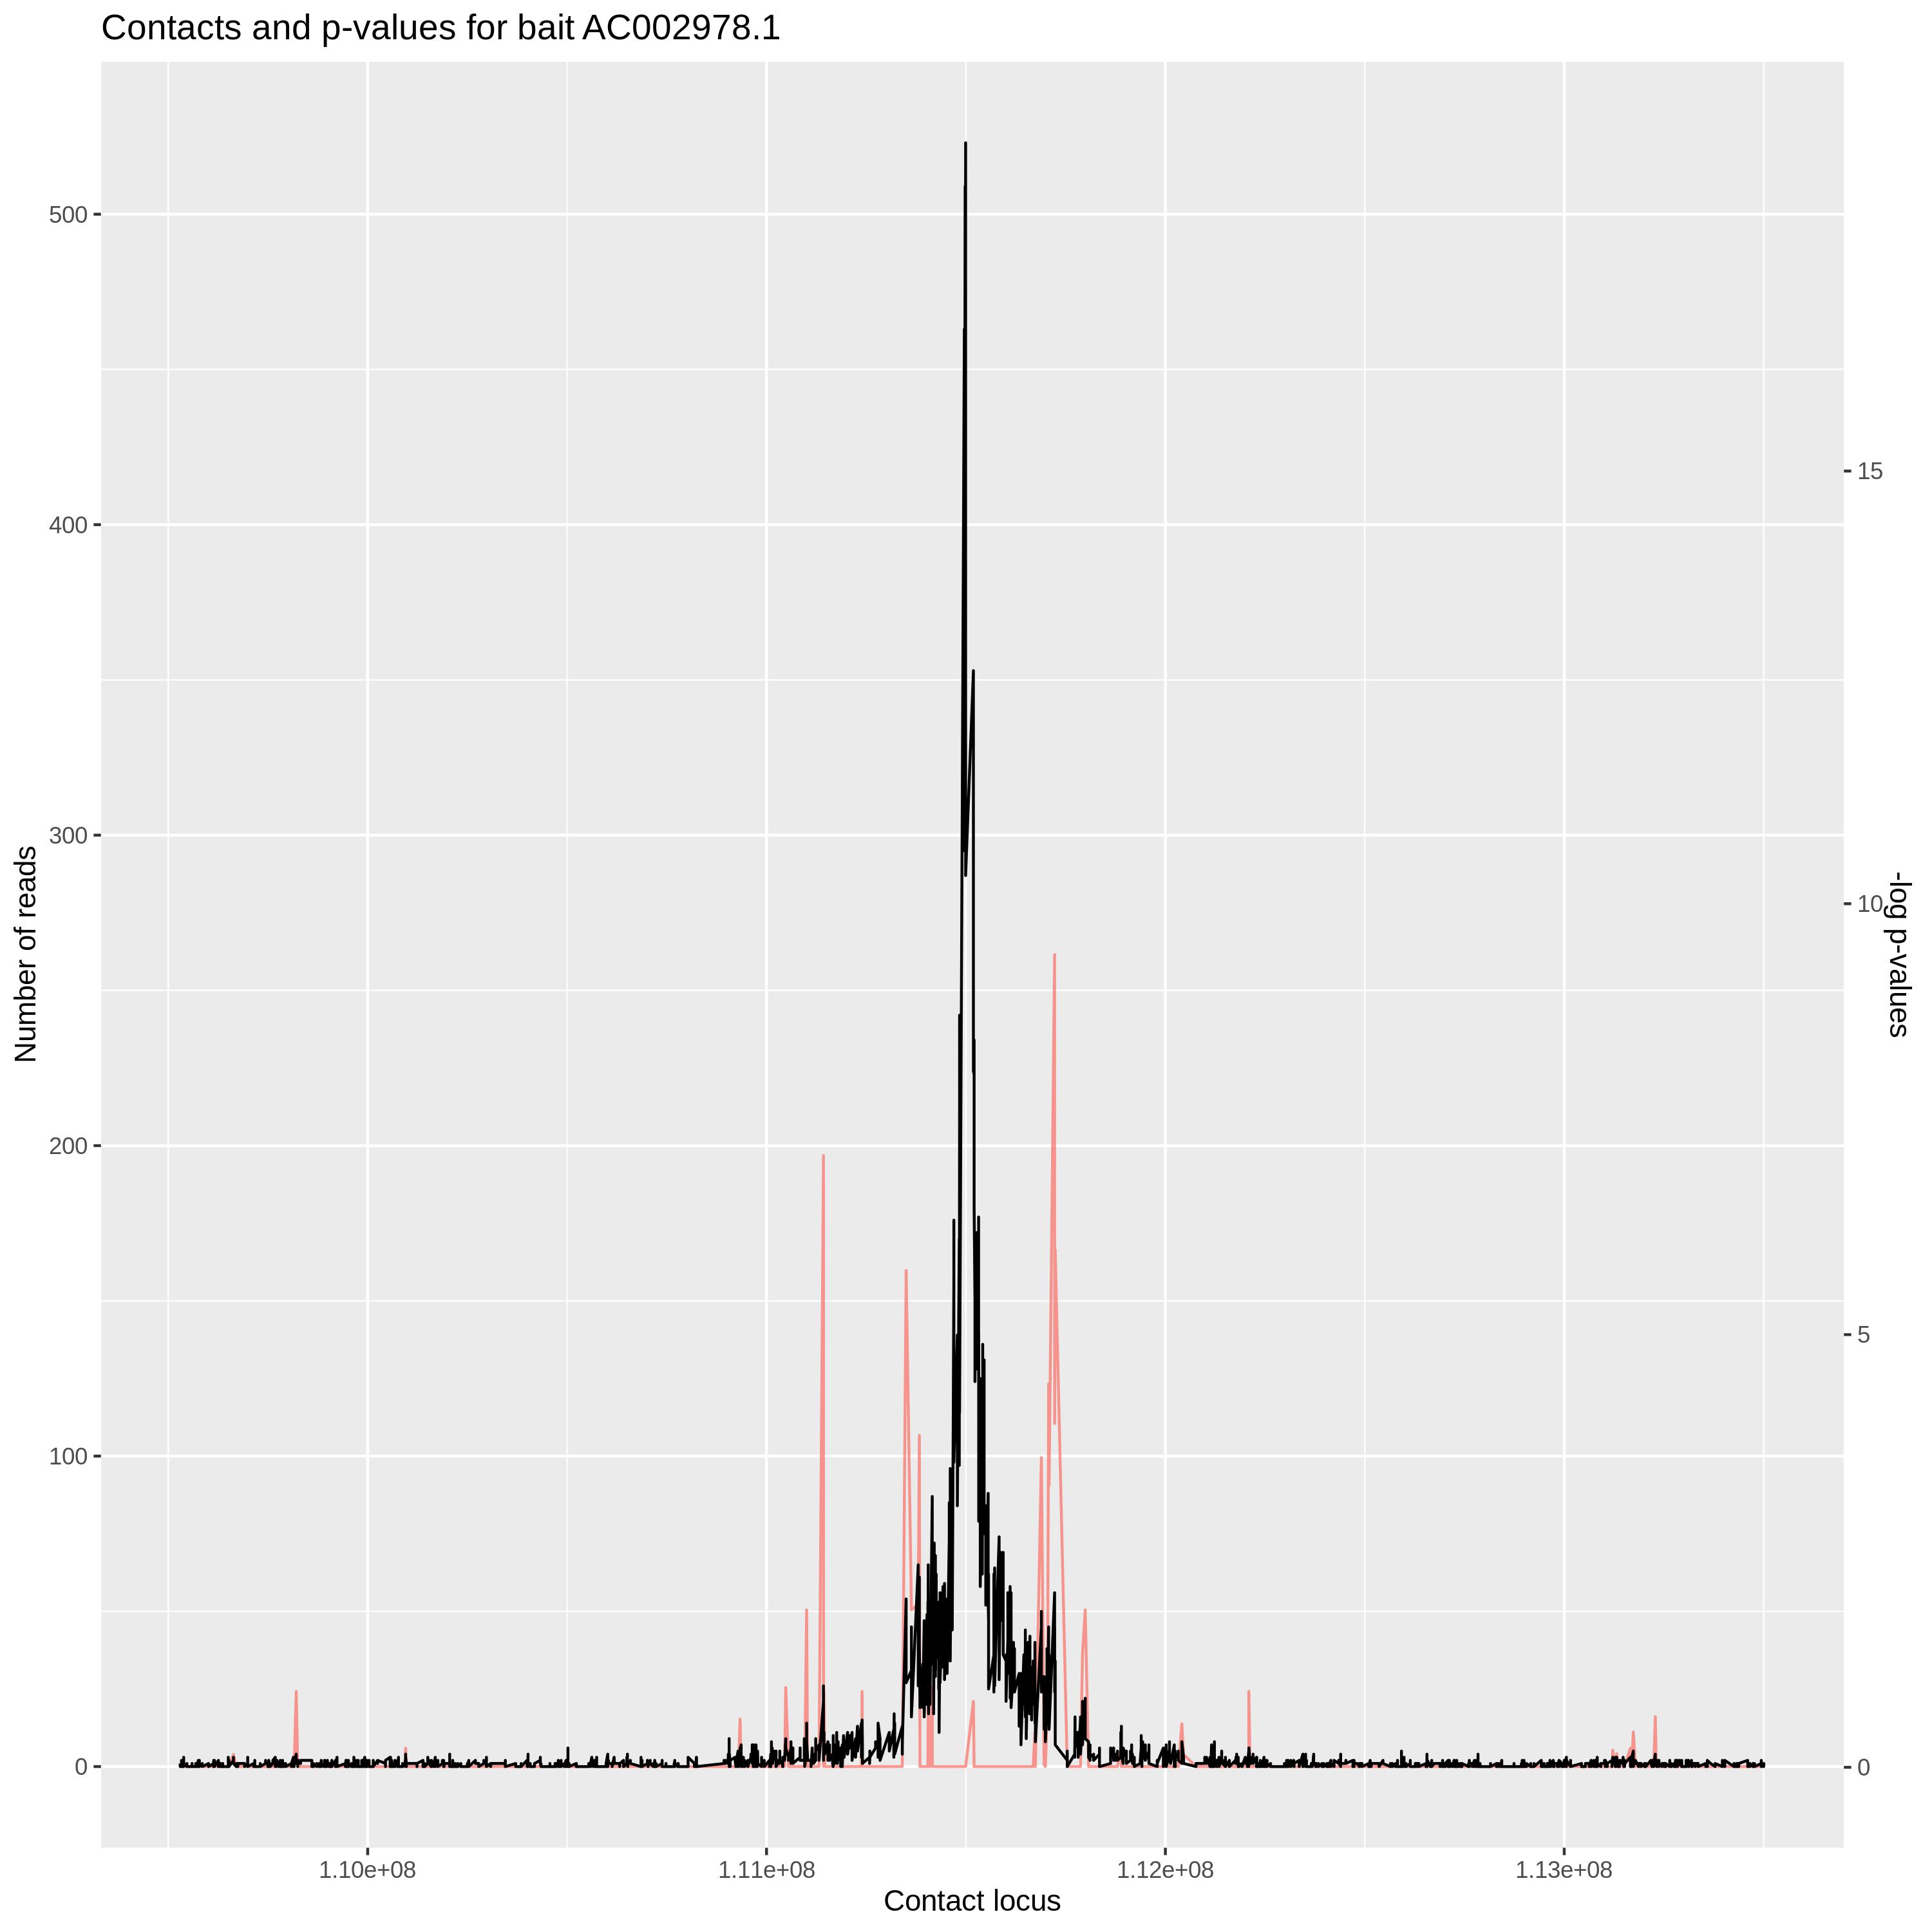 Contacts and p-values for bait AC002978.1
500
400
300
200
100
0
Number of reads
15
10
5
0
-log p-values
1.10e+08 1.11e+08 1.12e+08 1.13e+08
Contact locus